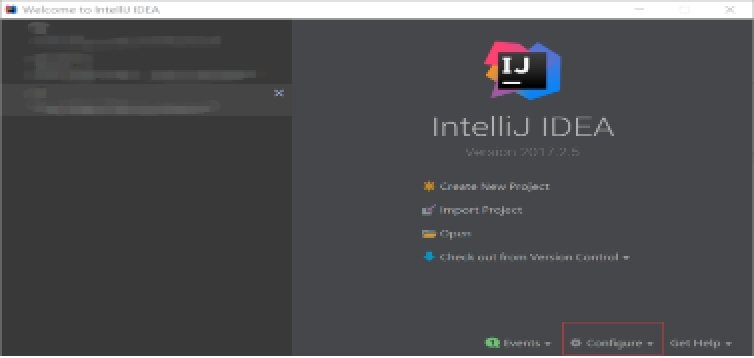 Welcome to IntelliJ IDEA
IJ
IntelliJ IDEA
Version 2017.2.5
Create New Project
Import Project
Open
Check out from Version Control
1 Events
Configure
Get Help